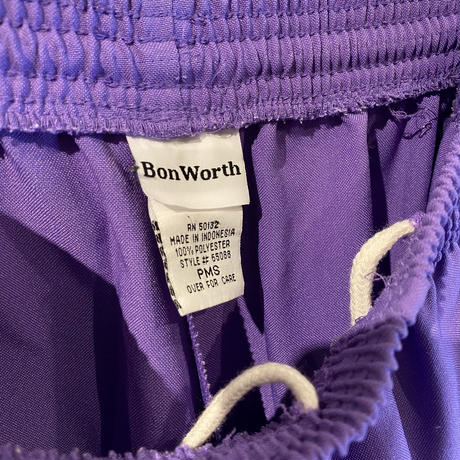 BonWorth
RN 50132
MADE IN INDONESIA
100% POLYESTER
STYLE # 65088
PMS
OVER FOR CARE